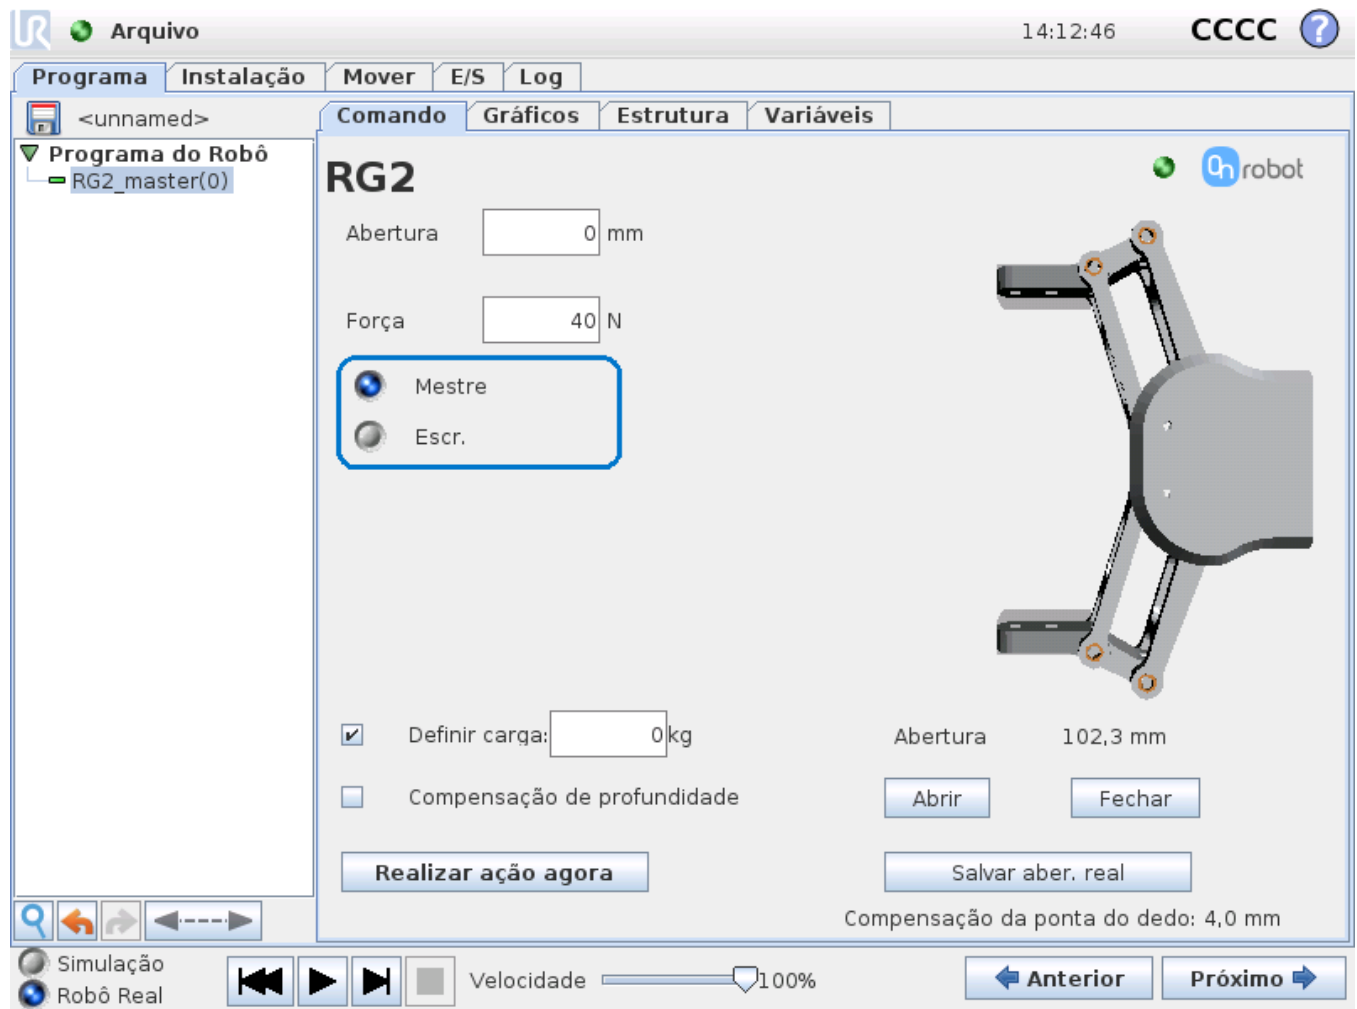 UR Arquivo 14:12:46 CCCC ?
Programa Instalação Mover E/S Log
<unnamed> Comando Gráficos Estrutura Variáveis
Programa do Robô
RG2_master(0)
RG2 On robot
Abertura 0 mm
Força 40 N
Mestre
Escr.
Definir carga: 0 kg Abertura 102,3 mm
Compensação de profundidade Abrir Fechar
Realizar ação agora Salvar aber. real
Compensação da ponta do dedo: 4,0 mm
Simulação
Robô Real Velocidade 100% Anterior Próximo